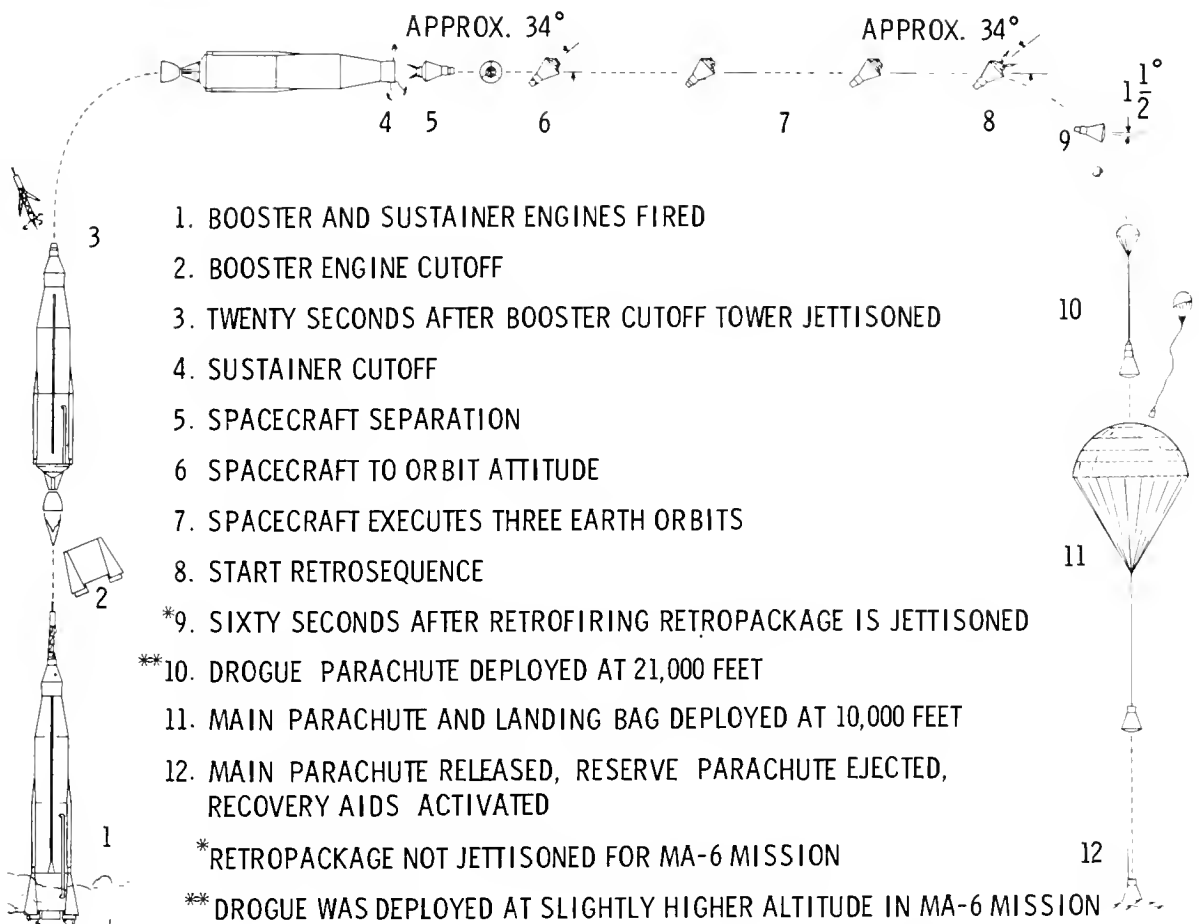 APPROX. 34°
APPROX. 34°
1 1/2°
4
5
6
7
8
9
3
1. BOOSTER AND SUSTAINER ENGINES FIRED
2. BOOSTER ENGINE CUTOFF
3. TWENTY SECONDS AFTER BOOSTER CUTOFF TOWER JETTISONED
10
4. SUSTAINER CUTOFF
5. SPACECRAFT SEPARATION
6 SPACECRAFT TO ORBIT ATTITUDE
7. SPACECRAFT EXECUTES THREE EARTH ORBITS
11
8. START RETROSEQUENCE
2
*9. SIXTY SECONDS AFTER RETROFIRING RETROPACKAGE IS JETTISONED
**10. DROGUE PARACHUTE DEPLOYED AT 21,000 FEET
11. MAIN PARACHUTE AND LANDING BAG DEPLOYED AT 10,000 FEET
12. MAIN PARACHUTE RELEASED, RESERVE PARACHUTE EJECTED,
RECOVERY AIDS ACTIVATED
1
*RETROPACKAGE NOT JETTISONED FOR MA-6 MISSION
12
**DROGUE WAS DEPLOYED AT SLIGHTLY HIGHER ALTITUDE IN MA-6 MISSION